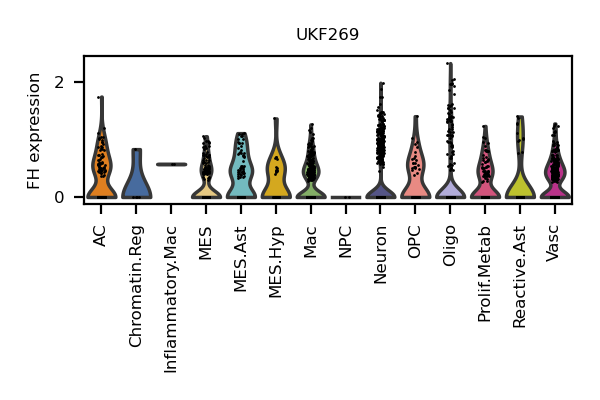 UKF269
FH expression
2
0
AC
Chromatin.Reg
Inflammatory.Mac
MES
MES.Ast
MES.Hyp
Mac
NPC
Neuron
OPC
Oligo
Prolif.Metab
Reactive.Ast
Vasc